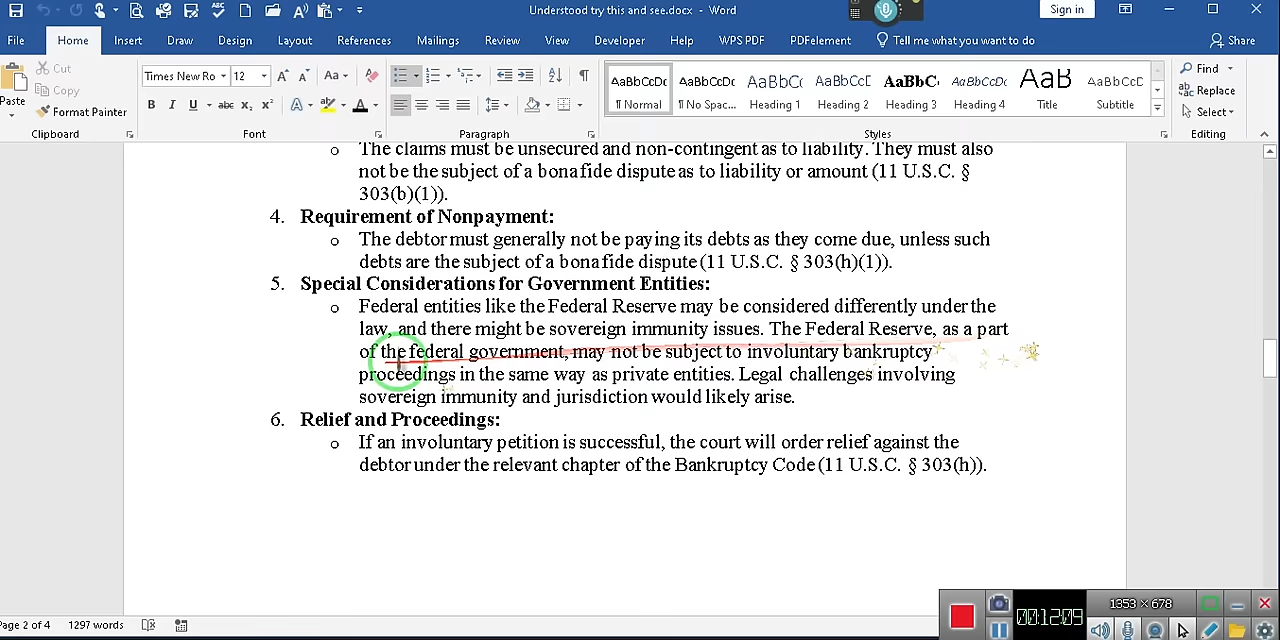 Understood try this and see.docx - Word
Sign in
File Home Insert Draw Design Layout References Mailings Review View Developer Help WPS PDF PDFelement Tell me what you want to do Share
Paste
Cut
Copy
Format Painter
Clipboard
Times New Ro 12
Aa
B I U abc x₂ x² A A
Font
Paragraph
AaBbCcDc AaBbCcDc AaBbCc AaBbCcD AaBbC AaBbCcDc AaB AaBbCcD
¶ Normal ¶ No Spac... Heading 1 Heading 2 Heading 3 Heading 4 Title Subtitle
Styles
Find
Replace
Select
Editing
o The claims must be unsecured and non-contingent as to liability. They must also
not be the subject of a bona fide dispute as to liability or amount (11 U.S.C. §
303(b)(1)).
4. Requirement of Nonpayment:
o The debtor must generally not be paying its debts as they come due, unless such
debts are the subject of a bona fide dispute (11 U.S.C. § 303(h)(1)).
5. Special Considerations for Government Entities:
o Federal entities like the Federal Reserve may be considered differently under the
law, and there might be sovereign immunity issues. The Federal Reserve, as a part
of the federal government, may not be subject to involuntary bankruptcy
proceedings in the same way as private entities. Legal challenges involving
sovereign immunity and jurisdiction would likely arise.
6. Relief and Proceedings:
o If an involuntary petition is successful, the court will order relief against the
debtor under the relevant chapter of the Bankruptcy Code (11 U.S.C. § 303(h)).
Page 2 of 4 1297 words
00:12:09
1353 × 678